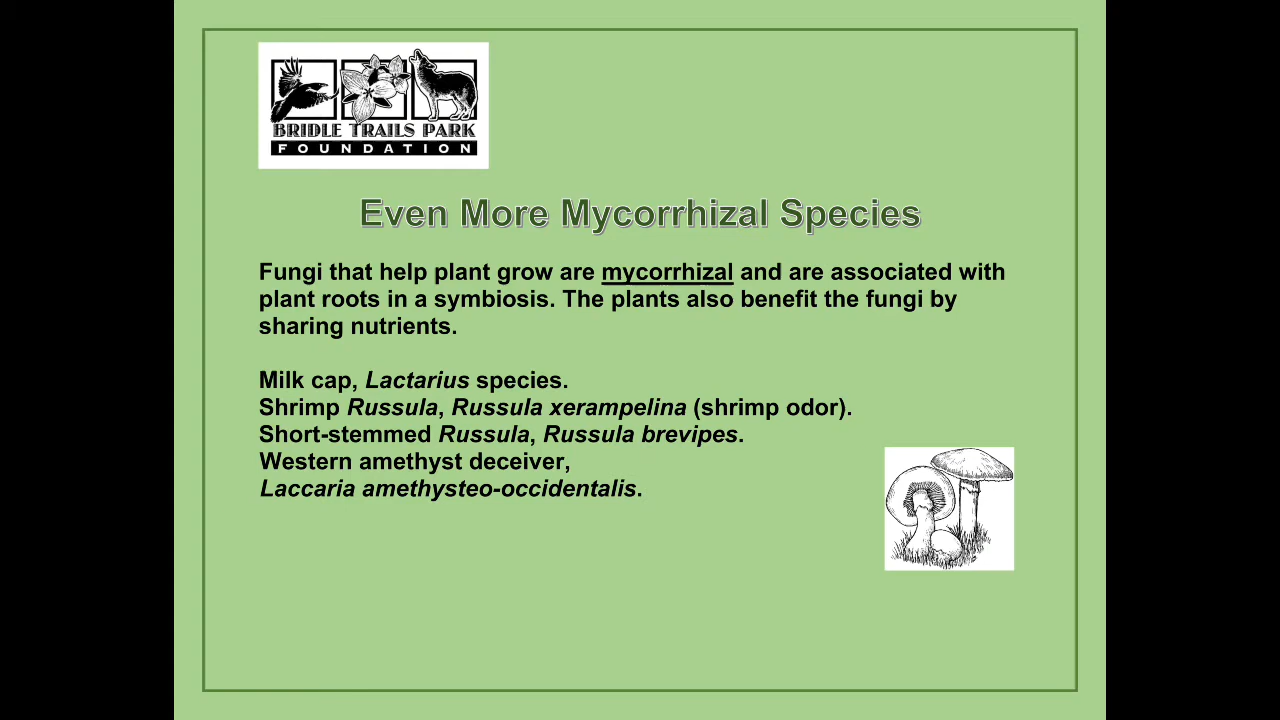 BRIDLE TRAILS PARK
FOUNDATION
Even More Mycorrhizal Species
Fungi that help plant grow are mycorrhizal and are associated with
plant roots in a symbiosis. The plants also benefit the fungi by
sharing nutrients.
Milk cap, Lactarius species.
Shrimp Russula, Russula xerampelina (shrimp odor).
Short-stemmed Russula, Russula brevipes.
Western amethyst deceiver,
Laccaria amethysteo-occidentalis.